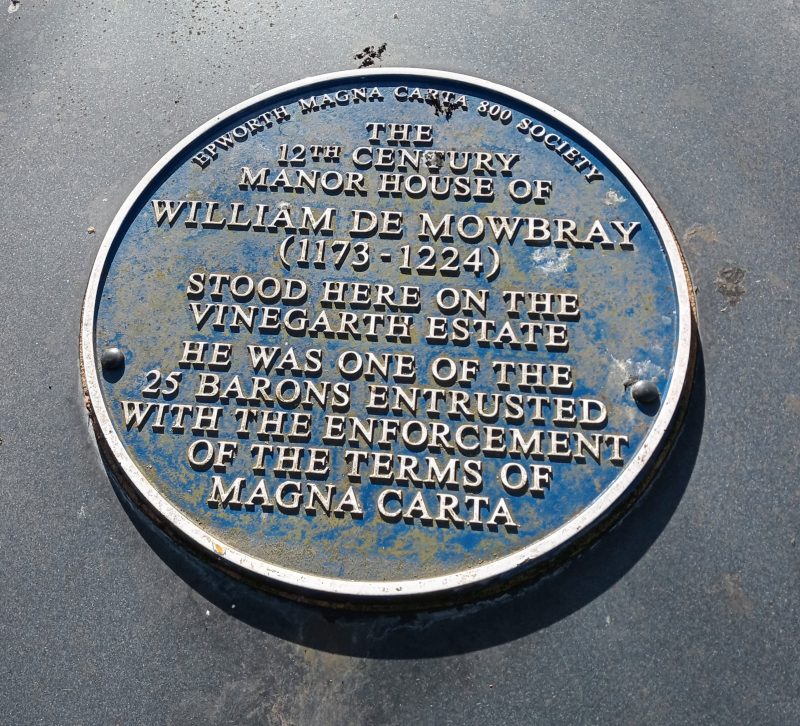 EPWORTH MAGNA CARTA 800 SOCIETY
THE
12TH CENTURY
MANOR HOUSE OF
WILLIAM DE MOWBRAY
(1173 - 1224)
STOOD HERE ON THE
VINEGARTH ESTATE
HE WAS ONE OF THE
25 BARONS ENTRUSTED
WITH THE ENFORCEMENT
OF THE TERMS OF
MAGNA CARTA